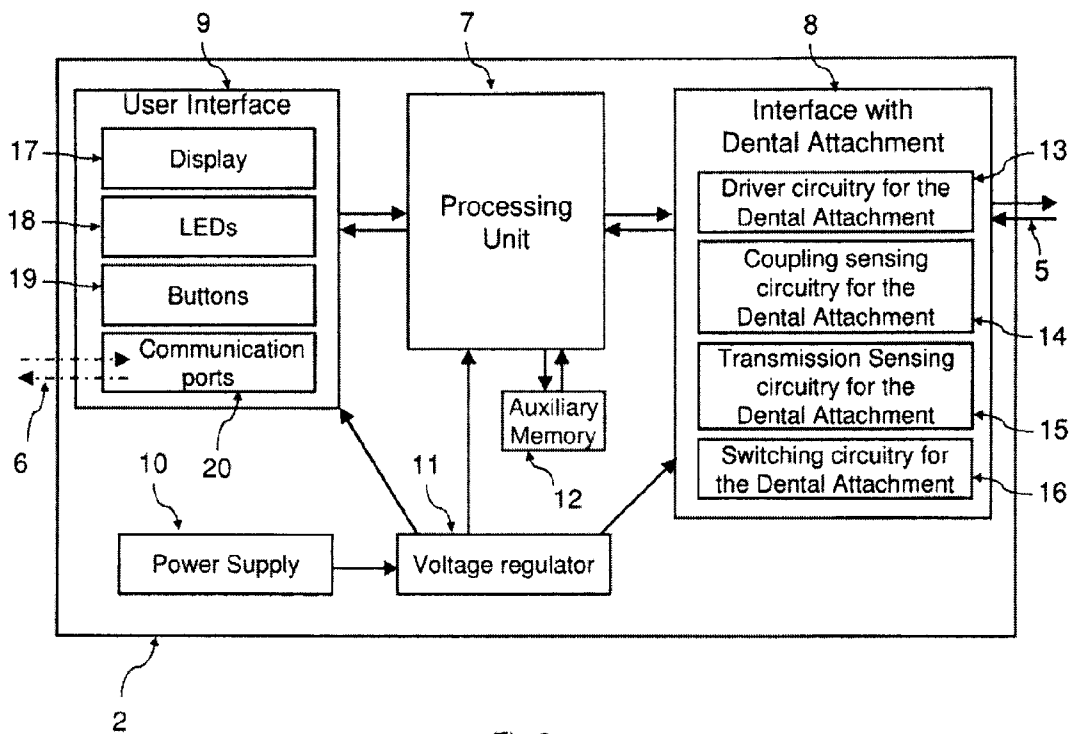 9
7
8
User Interface
Display
LEDs
Buttons
Communication
ports
17
18
19
6
20
Processing
Unit
Auxiliary
Memory
12
Interface with
Dental Attachment
Driver circuitry for the
Dental Attachment
Coupling sensing
circuitry for the
Dental Attachment
Transmission Sensing
circuitry for the
Dental Attachment
Switching circuitry for
the Dental Attachment
13
5
14
15
16
10
11
Power Supply
Voltage regulator
2